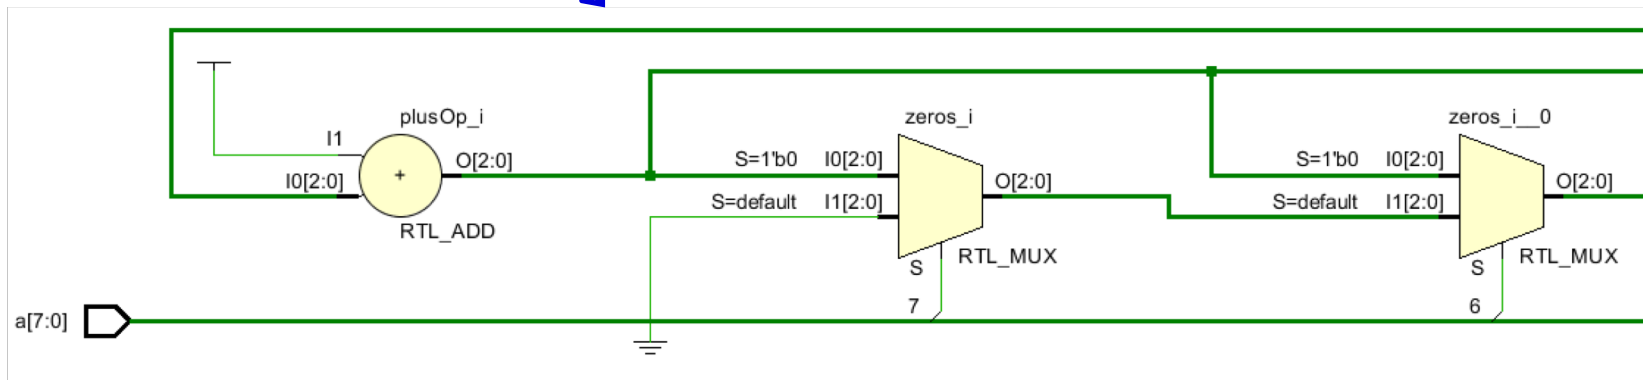 plusOp_i
I1
I0[2:0]
+
O[2:0]
RTL_ADD
zeros_i
S=1'b0 I0[2:0]
S=default I1[2:0]
O[2:0]
S
RTL_MUX
7
zeros_i__0
S=1'b0 I0[2:0]
S=default I1[2:0]
O[2:0]
S
RTL_MUX
6
a[7:0]